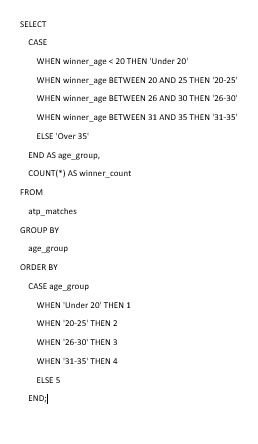 SELECT
CASE
WHEN winner_age < 20 THEN 'Under 20'
WHEN winner_age BETWEEN 20 AND 25 THEN '20-25'
WHEN winner_age BETWEEN 26 AND 30 THEN '26-30'
WHEN winner_age BETWEEN 31 AND 35 THEN '31-35'
ELSE 'Over 35'
END AS age_group,
COUNT(*) AS winner_count
FROM
atp_matches
GROUP BY
age_group
ORDER BY
CASE age_group
WHEN 'Under 20' THEN 1
WHEN '20-25' THEN 2
WHEN '26-30' THEN 3
WHEN '31-35' THEN 4
ELSE 5
END;